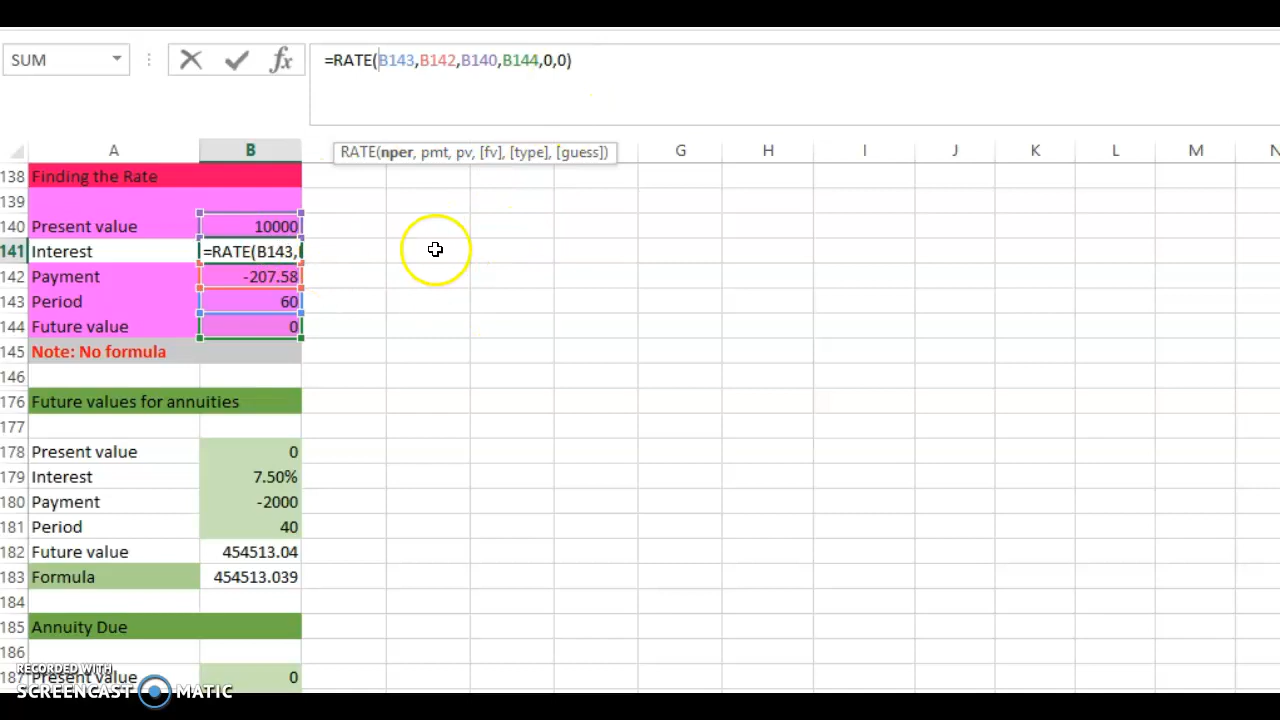 SUM
fx
=RATE(B143,B142,B140,B144,0,0)
RATE(nper, pmt, pv, [fv], [type], [guess])
A B G H I J K L M N
138 Finding the Rate
139
140 Present value 10000
141 Interest =RATE(B143,
142 Payment -207.58
143 Period 60
144 Future value 0
145 Note: No formula
146
176 Future values for annuities
177
178 Present value 0
179 Interest 7.50%
180 Payment -2000
181 Period 40
182 Future value 454513.04
183 Formula 454513.039
184
185 Annuity Due
186
187 Present value 0
RECORDED WITH
SCREENCAST MATIC